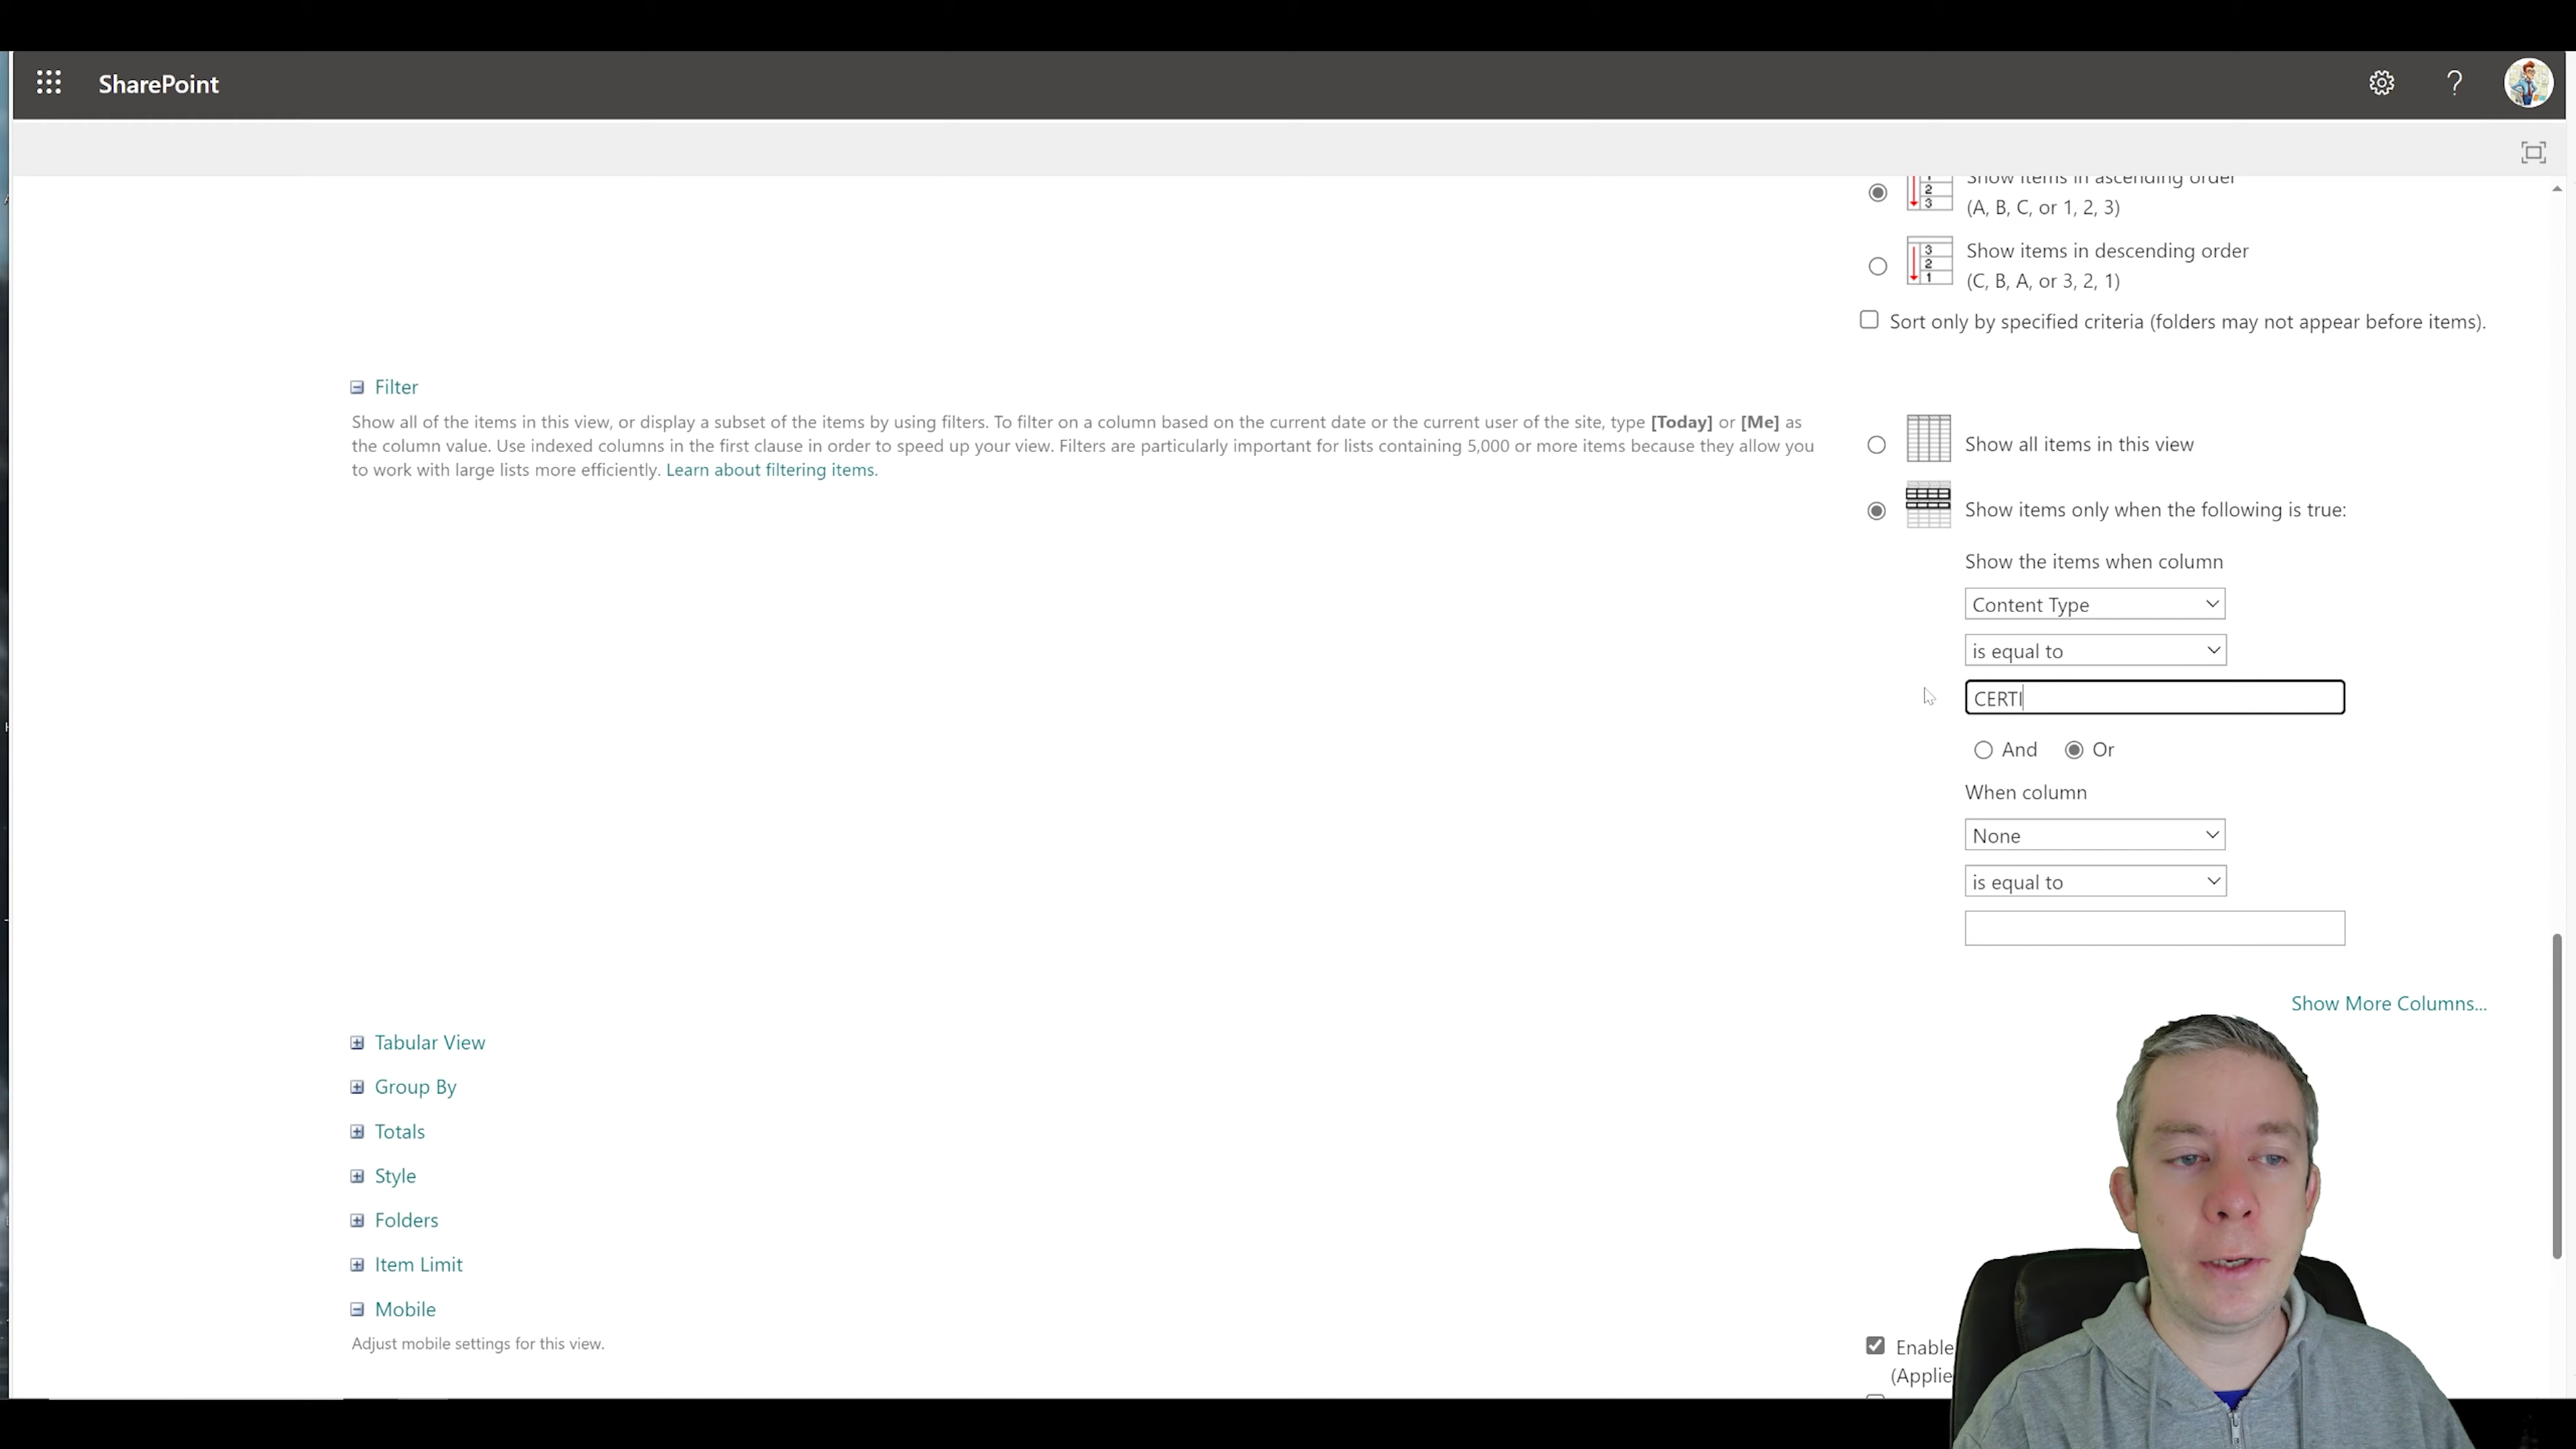 SharePoint
Show items in ascending order
(A, B, C, or 1, 2, 3)
Show items in descending order
(C, B, A, or 3, 2, 1)
Sort only by specified criteria (folders may not appear before items).
Filter
Show all of the items in this view, or display a subset of the items by using filters. To filter on a column based on the current date or the current user of the site, type [Today] or [Me] as
the column value. Use indexed columns in the first clause in order to speed up your view. Filters are particularly important for lists containing 5,000 or more items because they allow you
to work with large lists more efficiently. Learn about filtering items.
Show all items in this view
Show items only when the following is true:
Show the items when column
Content Type
is equal to
CERTI
And Or
When column
None
is equal to
Show More Columns...
Tabular View
Group By
Totals
Style
Folders
Item Limit
Mobile
Adjust mobile settings for this view.
Enable
(Applie